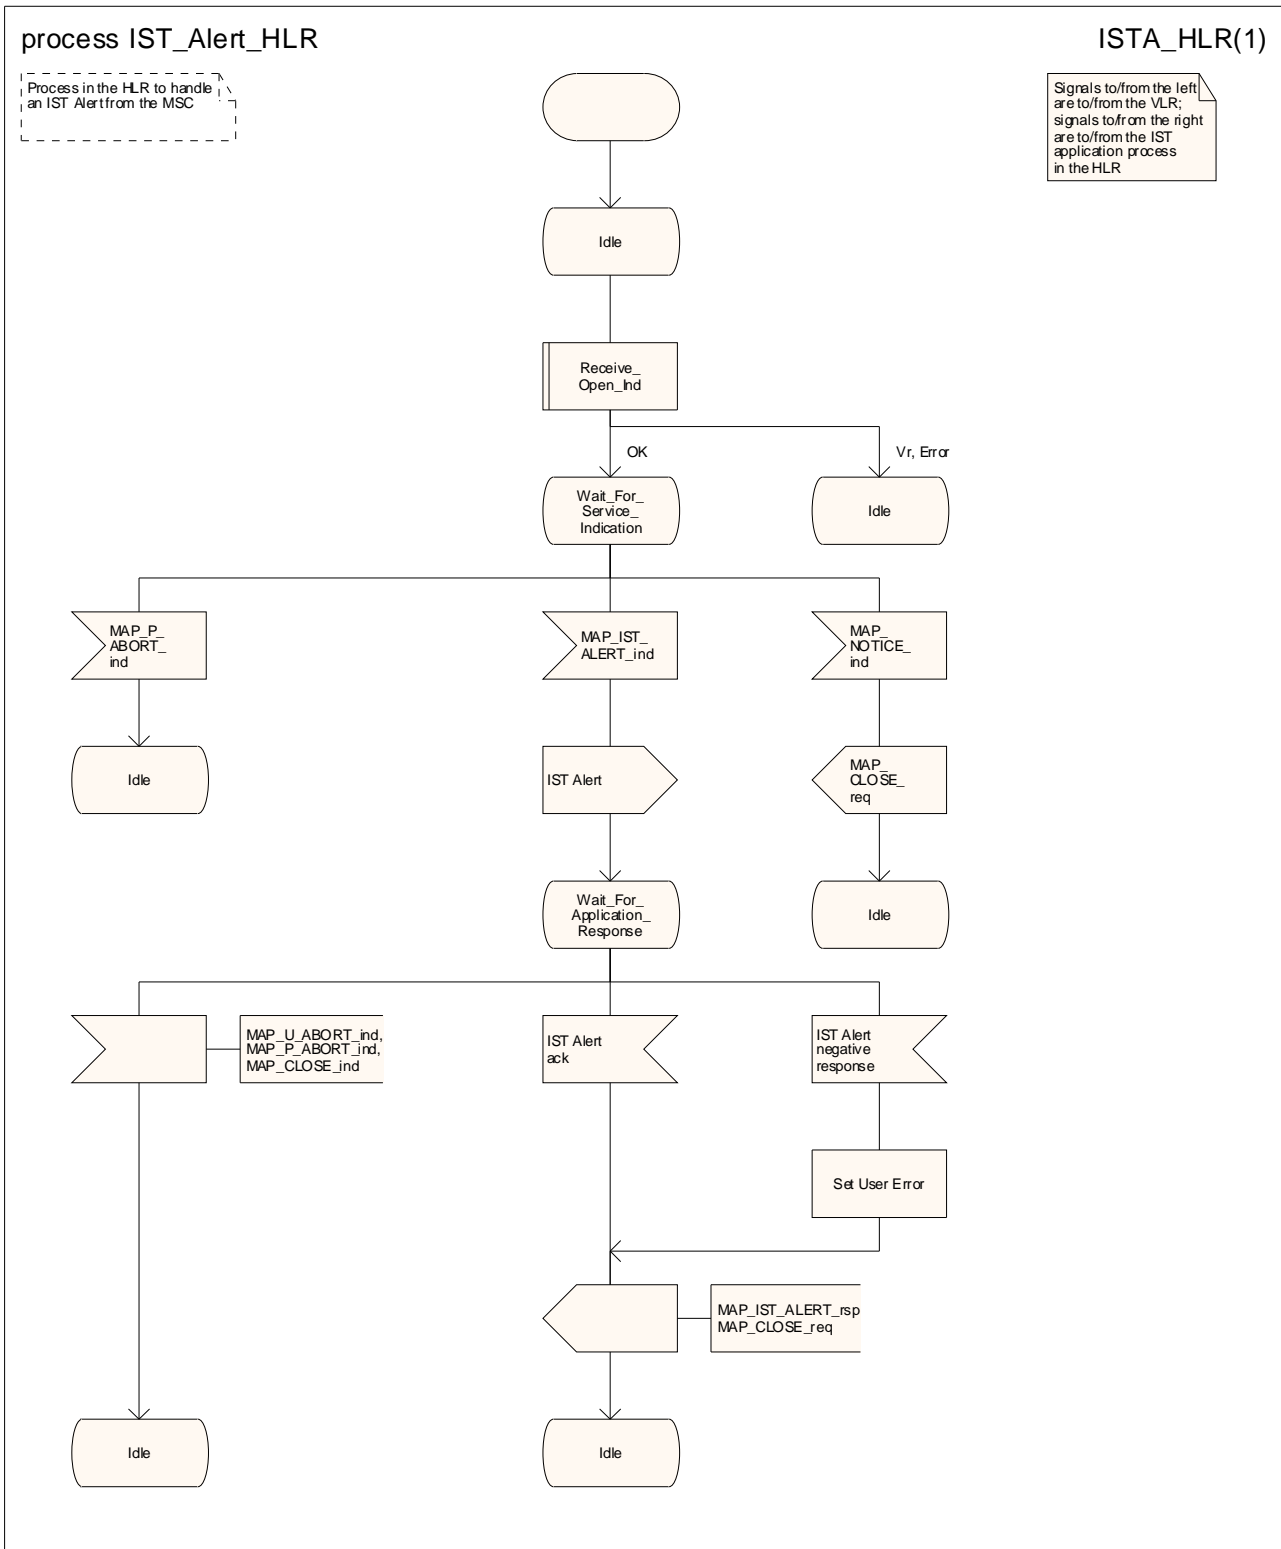 process IST_Alert_HLR
ISTA_HLR(1)
Process in the HLR to handle
an IST Alert from the MSC
Signals to/from the left
are to/from the VLR;
signals to/from the right
are to/from the IST
application process
in the HLR
Idle
Receive_
Open_Ind
OK
Vr, Error
Wait_For_
Service_
Indication
Idle
MAP_P_
ABORT_
ind
MAP_IST_
ALERT_ind
MAP_
NOTICE_
ind
Idle
IST Alert
MAP_
CLOSE_
req
Wait_For_
Application_
Response
Idle
MAP_U_ABORT_ind,
MAP_P_ABORT_ind,
MAP_CLOSE_ind
IST Alert
ack
IST Alert
negative
response
Set User Error
MAP_IST_ALERT_rsp
MAP_CLOSE_req
Idle
Idle